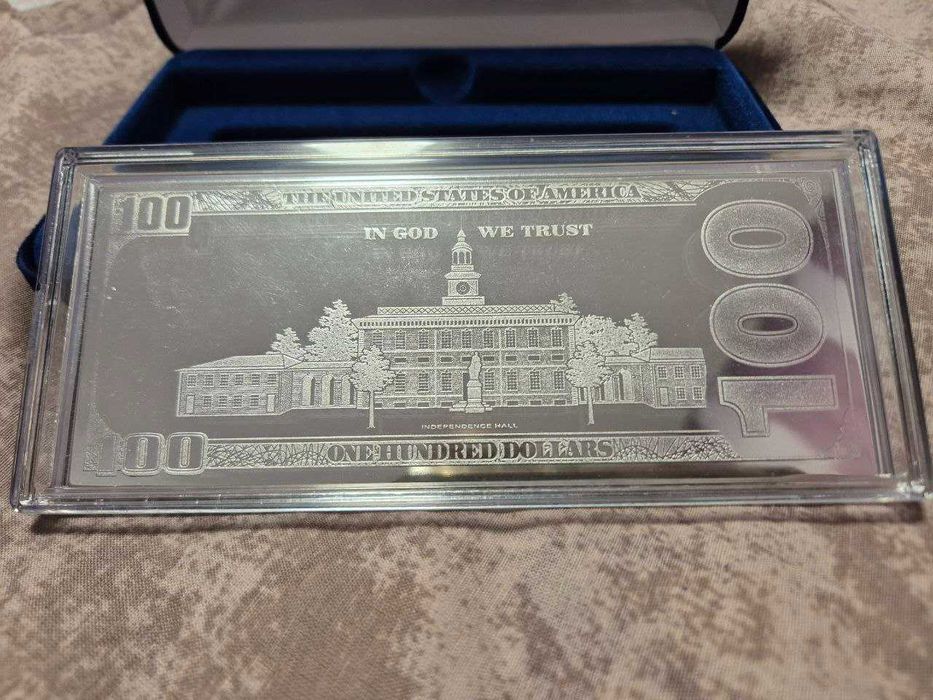 100
THE UNITED STATES OF AMERICA
IN GOD WE TRUST
100
INDEPENDENCE HALL
100
ONE HUNDRED DOLLARS